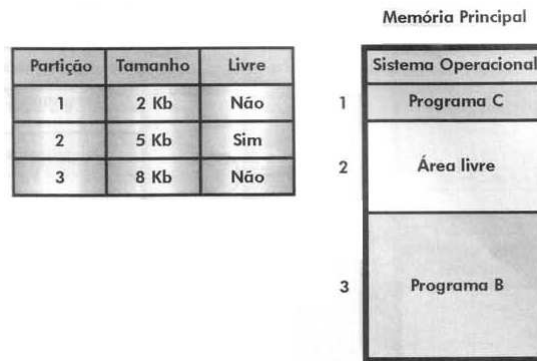 Memória Principal
Partição Tamanho Livre
1 2 Kb Não
2 5 Kb Sim
3 8 Kb Não
Sistema Operacional
1 Programa C
2 Área livre
3 Programa B